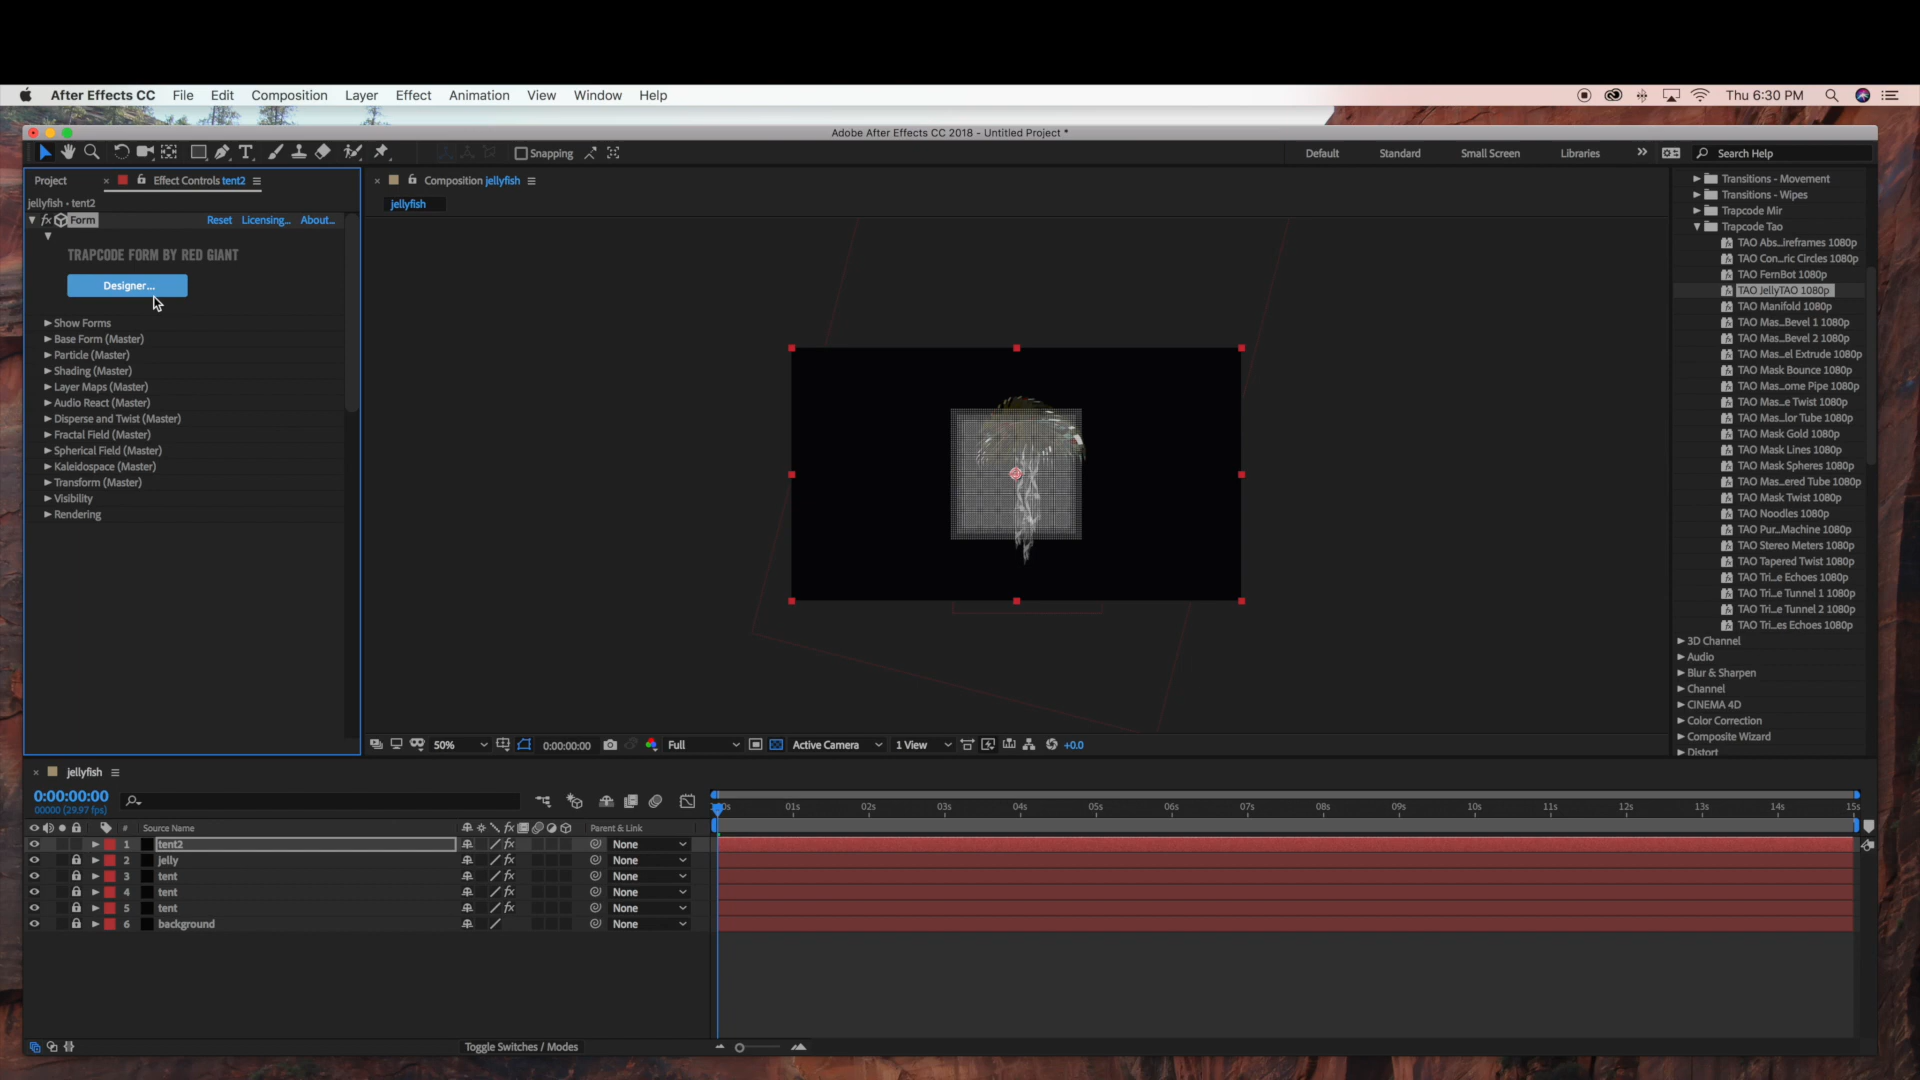 After Effects CC File Edit Composition Layer Effect Animation View Window Help Thu 6:30 PM
Adobe After Effects CC 2018 - Untitled Project *
Snapping Default Standard Small Screen Libraries Search Help
Project Effect Controls tent2
jellyfish • tent2
Form Reset Licensing... About...
TRAPCODE FORM BY RED GIANT
Designer...
Show Forms
Base Form (Master)
Particle (Master)
Shading (Master)
Layer Maps (Master)
Audio React (Master)
Disperse and Twist (Master)
Fractal Field (Master)
Spherical Field (Master)
Kaleidospace (Master)
Transform (Master)
Visibility
Rendering
Composition jellyfish
jellyfish
50% 0:00:00:00 Full Active Camera 1 View +0.0
Transitions - Movement
Transitions - Wipes
Trapcode Mir
Trapcode Tao
TAO Abs...ireframes 1080p
TAO Con...ric Circles 1080p
TAO FernBot 1080p
TAO JellyTAO 1080p
TAO Manifold 1080p
TAO Mas...Bevel 1 1080p
TAO Mas...Bevel 2 1080p
TAO Mas...el Extrude 1080p
TAO Mask Bounce 1080p
TAO Mas...ome Pipe 1080p
TAO Mas...e Twist 1080p
TAO Mas...lor Tube 1080p
TAO Mask Gold 1080p
TAO Mask Lines 1080p
TAO Mask Spheres 1080p
TAO Mas...ered Tube 1080p
TAO Mask Twist 1080p
TAO Noodles 1080p
TAO Pur...Machine 1080p
TAO Stereo Meters 1080p
TAO Tapered Twist 1080p
TAO Tri...e Echoes 1080p
TAO Tri...e Tunnel 1 1080p
TAO Tri...e Tunnel 2 1080p
TAO Tri...es Echoes 1080p
3D Channel
Audio
Blur & Sharpen
Channel
CINEMA 4D
Color Correction
Composite Wizard
Distort
jellyfish
0:00:00:00
00000 (29.97 fps)
:00s 01s 02s 03s 04s 05s 06s 07s 08s 09s 10s 11s 12s 13s 14s 15s
# Source Name fx Parent & Link
1 tent2 fx None
2 jelly fx None
3 tent fx None
4 tent fx None
5 tent fx None
6 background None
Toggle Switches / Modes